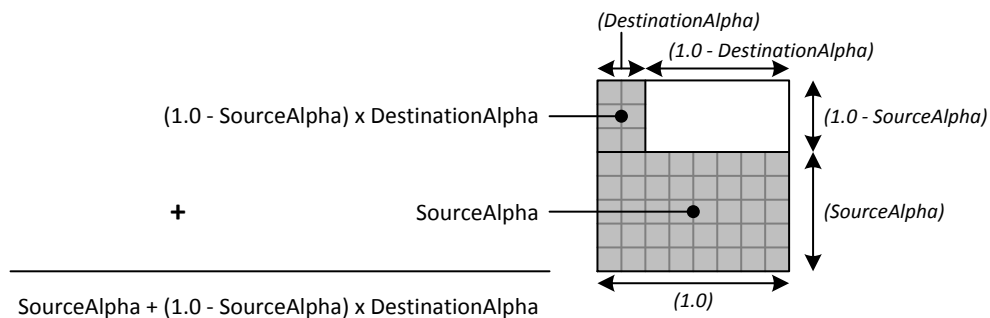 (DestinationAlpha)
(1.0 - DestinationAlpha)
(1.0 - SourceAlpha) x DestinationAlpha
(1.0 - SourceAlpha)
+
SourceAlpha
(SourceAlpha)
SourceAlpha + (1.0 - SourceAlpha) x DestinationAlpha
(1.0)